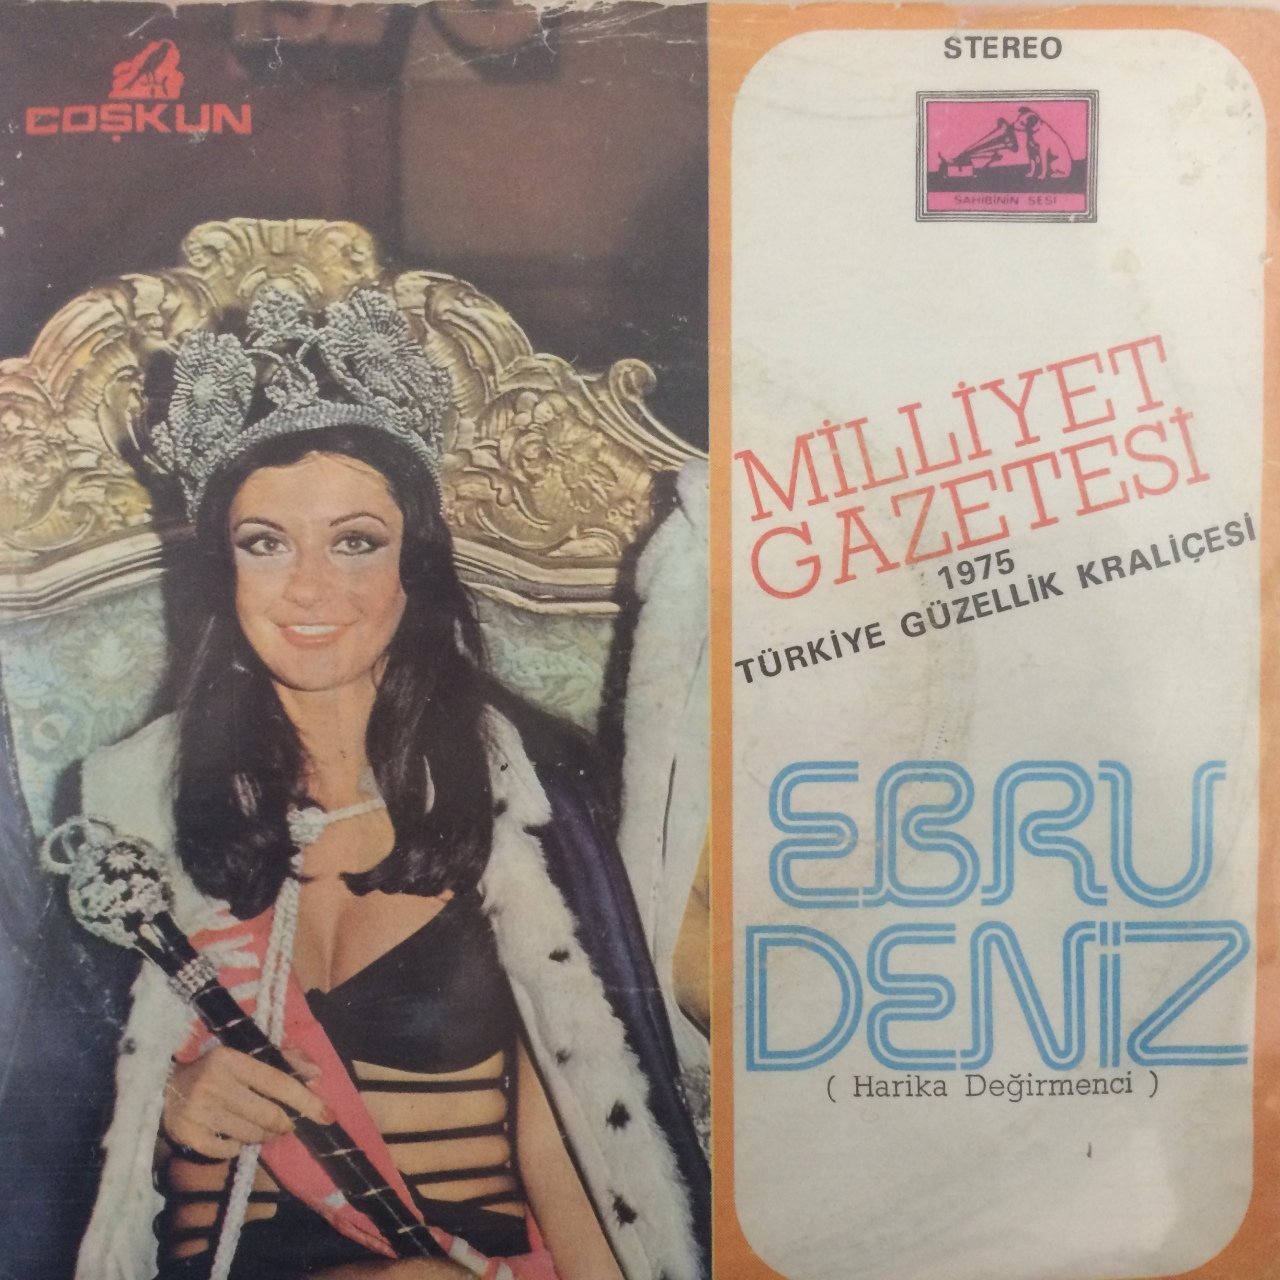 COŞKUN
STEREO
SAHİBİNİN SESİ
MİLLİYET
GAZETESİ
1975
TÜRKİYE GÜZELLİK KRALİÇESİ
EBRU
DENİZ
( Harika Değirmenci )